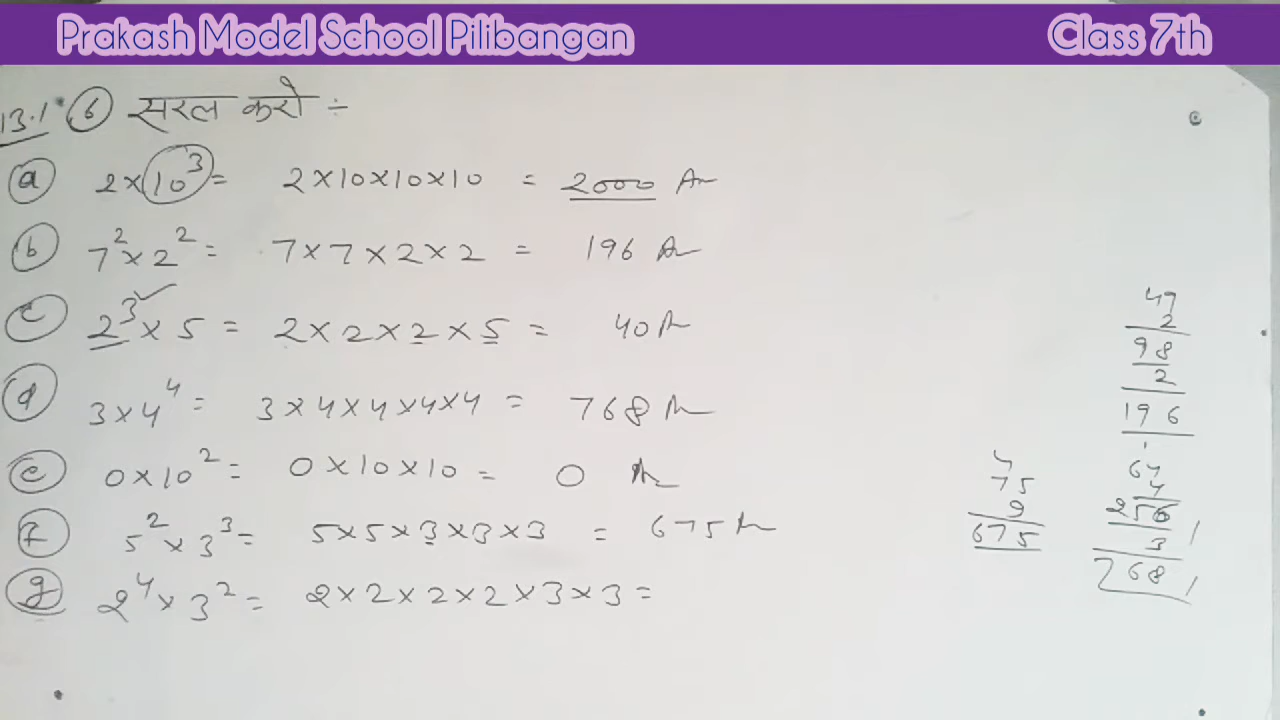 Prakash Model School Pilibangan Class 7th
13.1 6 सरल करो ÷
a 2×10³= 2×10×10×10 = 2000 An
b 7²×2²= 7×7×2×2 = 196 An
c 2³×5 = 2×2×2×5 = 40 A
d 3×4⁴= 3×4×4×4×4 = 768 A
e 0×10²= 0×10×10 = 0 A
f 5²×3³= 5×5×3×3×3 = 675 A
g 2⁴×3²= 2×2×2×2×3×3=
49
2
98
2
196
4
75
9
675
1
64
4
256
3
768